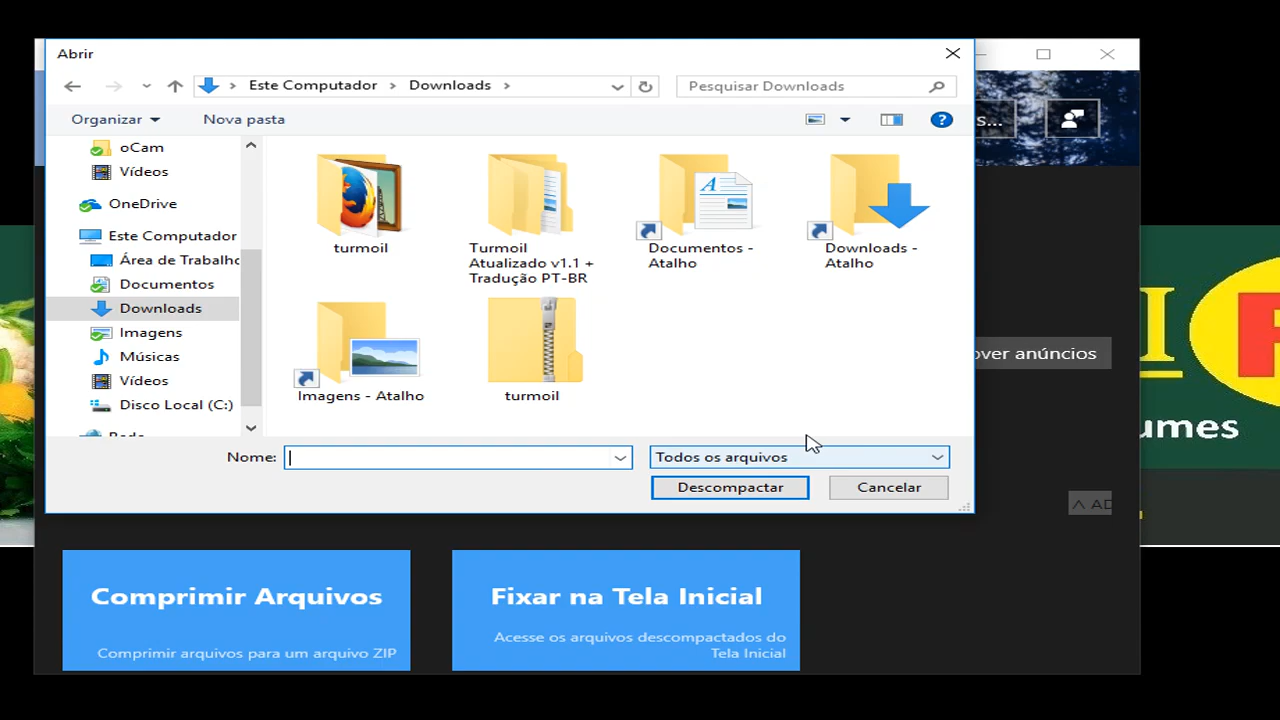 Abrir
Este Computador
Downloads
Pesquisar Downloads
s...
Organizar
Nova pasta
oCam
Vídeos
OneDrive
Este Computador
Área de Trabalho
Documentos
Downloads
Imagens
Músicas
Vídeos
Disco Local (C:)
turmoil
Turmoil
Atualizado v1.1 +
Tradução PT-BR
Documentos -
Atalho
Downloads -
Atalho
Imagens - Atalho
turmoil
over anúncios
umes
Nome:
Todos os arquivos
Descompactar
Cancelar
AD
Comprimir Arquivos
Comprimir arquivos para um arquivo ZIP
Fixar na Tela Inicial
Acesse os arquivos descompactados do
Tela Inicial